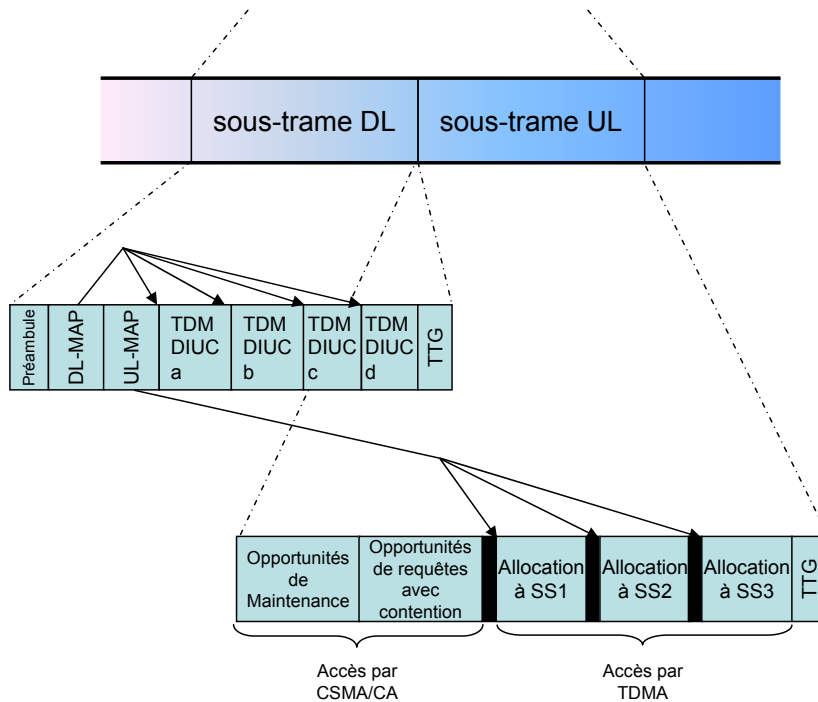 sous-trame DL
sous-trame UL
Préambule
DL-MAP
UL-MAP
TDM
DIUC
a
TDM
DIUC
b
TDM
DIUC
c
TDM
DIUC
d
TTG
Opportunités
de
Maintenance
Opportunités
de requêtes
avec
contention
Allocation
à SS1
Allocation
à SS2
Allocation
à SS3
TTG
Accès par
CSMA/CA
Accès par
TDMA